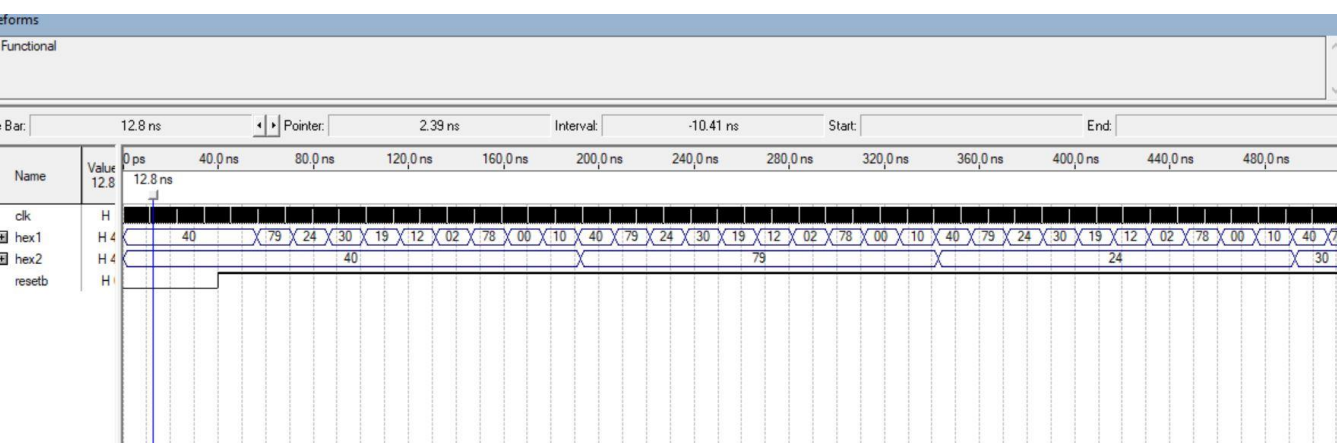 eforms
Functional
Bar: 12.8 ns Pointer: 2.39 ns Interval: -10.41 ns Start: End:
Name Value 12.8 0 ps 40.0 ns 80.0 ns 120.0 ns 160.0 ns 200.0 ns 240.0 ns 280.0 ns 320.0 ns 360.0 ns 400.0 ns 440.0 ns 480.0 ns
12.8 ns
clk H
hex1 H 4 40 79 24 30 19 12 02 78 00 10 40 79 24 30 19 12 02 78 00 10 40 79 24 30 19 12 02 78 00 10 40
hex2 H 4 40 79 24 30
resetb H